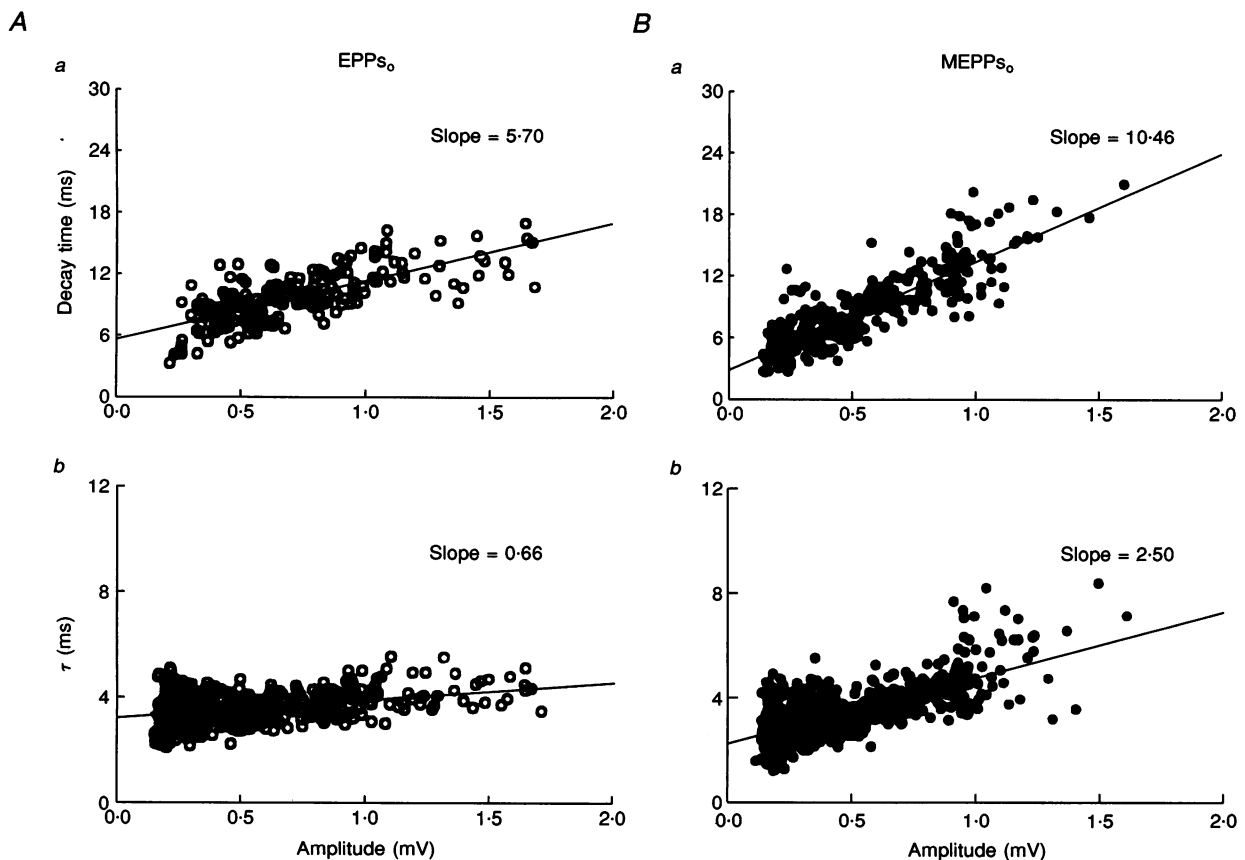 A
B
a
EPPs₀
30
24
18
12
6
0
Decay time (ms)
Slope = 5·70
0·0 0·5 1·0 1·5 2·0
a
MEPPs₀
30
24
18
12
6
0
Slope = 10·46
0·0 0·5 1·0 1·5 2·0
b
12
8
4
0
τ (ms)
Slope = 0·66
0·0 0·5 1·0 1·5 2·0
Amplitude (mV)
b
12
8
4
0
Slope = 2·50
0·0 0·5 1·0 1·5 2·0
Amplitude (mV)